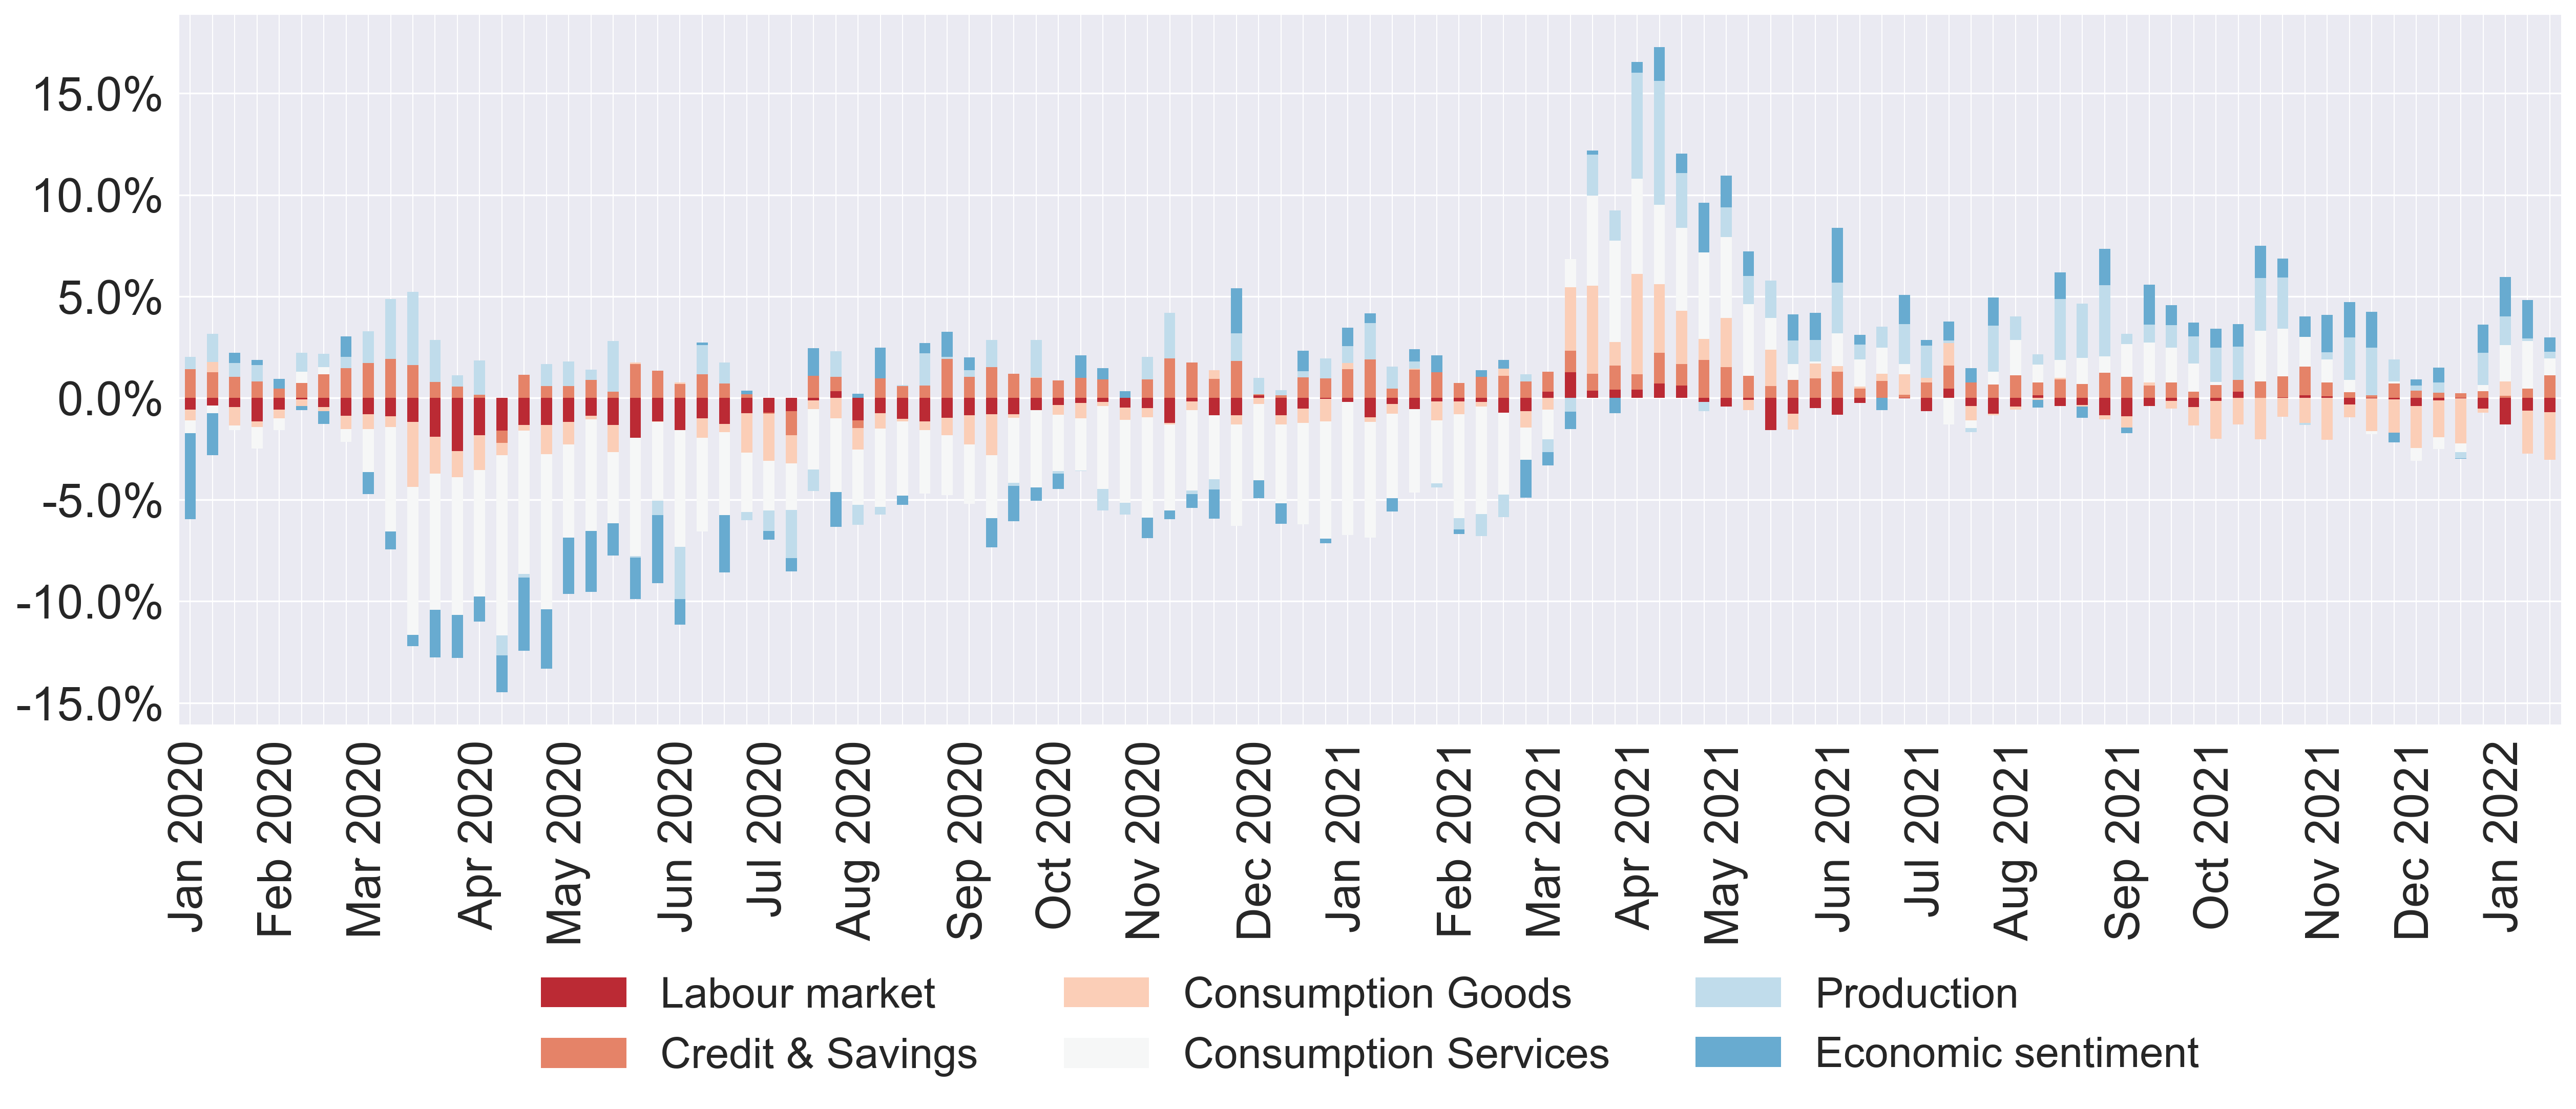 15.0%
10.0%
5.0%
0.0%
-5.0%
-10.0%
-15.0%
Jan 2020
Feb 2020
Mar 2020
Apr 2020
May 2020
Jun 2020
Jul 2020
Aug 2020
Sep 2020
Oct 2020
Nov 2020
Dec 2020
Jan 2021
Feb 2021
Mar 2021
Apr 2021
May 2021
Jun 2021
Jul 2021
Aug 2021
Sep 2021
Oct 2021
Nov 2021
Dec 2021
Jan 2022
Labour market
Credit & Savings
Consumption Goods
Consumption Services
Production
Economic sentiment